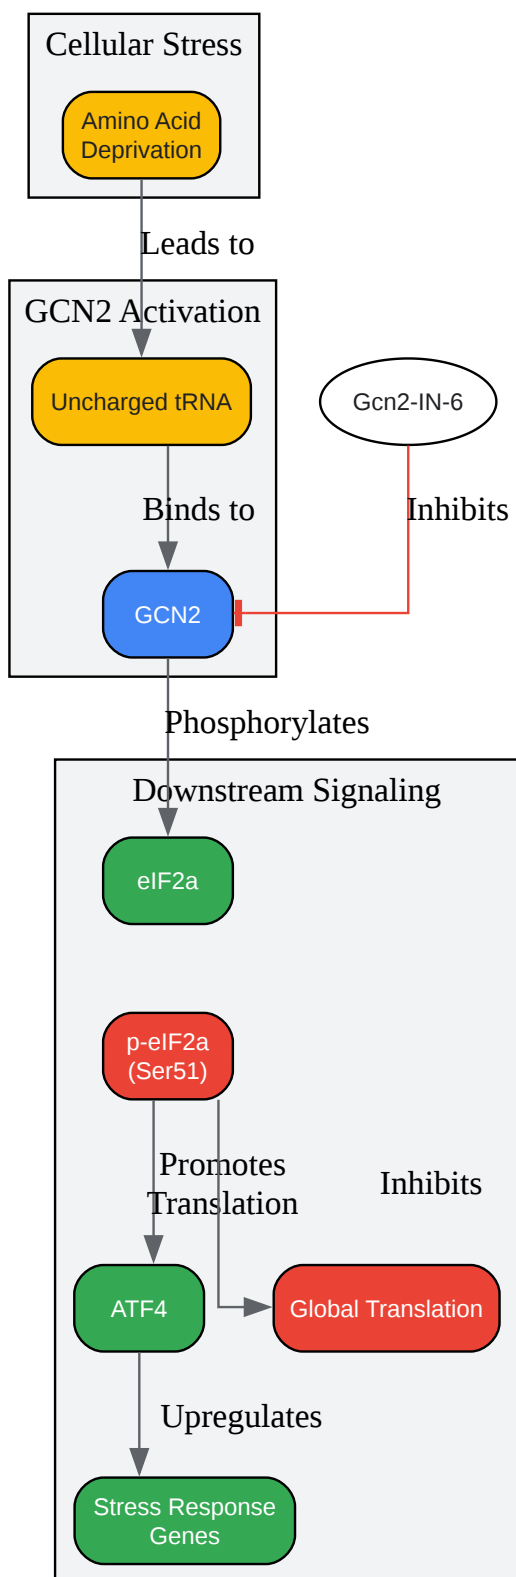 Cellular Stress
Amino Acid
Deprivation
Leads to
GCN2 Activation
Uncharged tRNA
Gcn2-IN-6
Binds to
Inhibits
GCN2
Phosphorylates
Downstream Signaling
eIF2a
p-eIF2a
(Ser51)
Promotes
Translation
Inhibits
ATF4
Global Translation
Upregulates
Stress Response
Genes